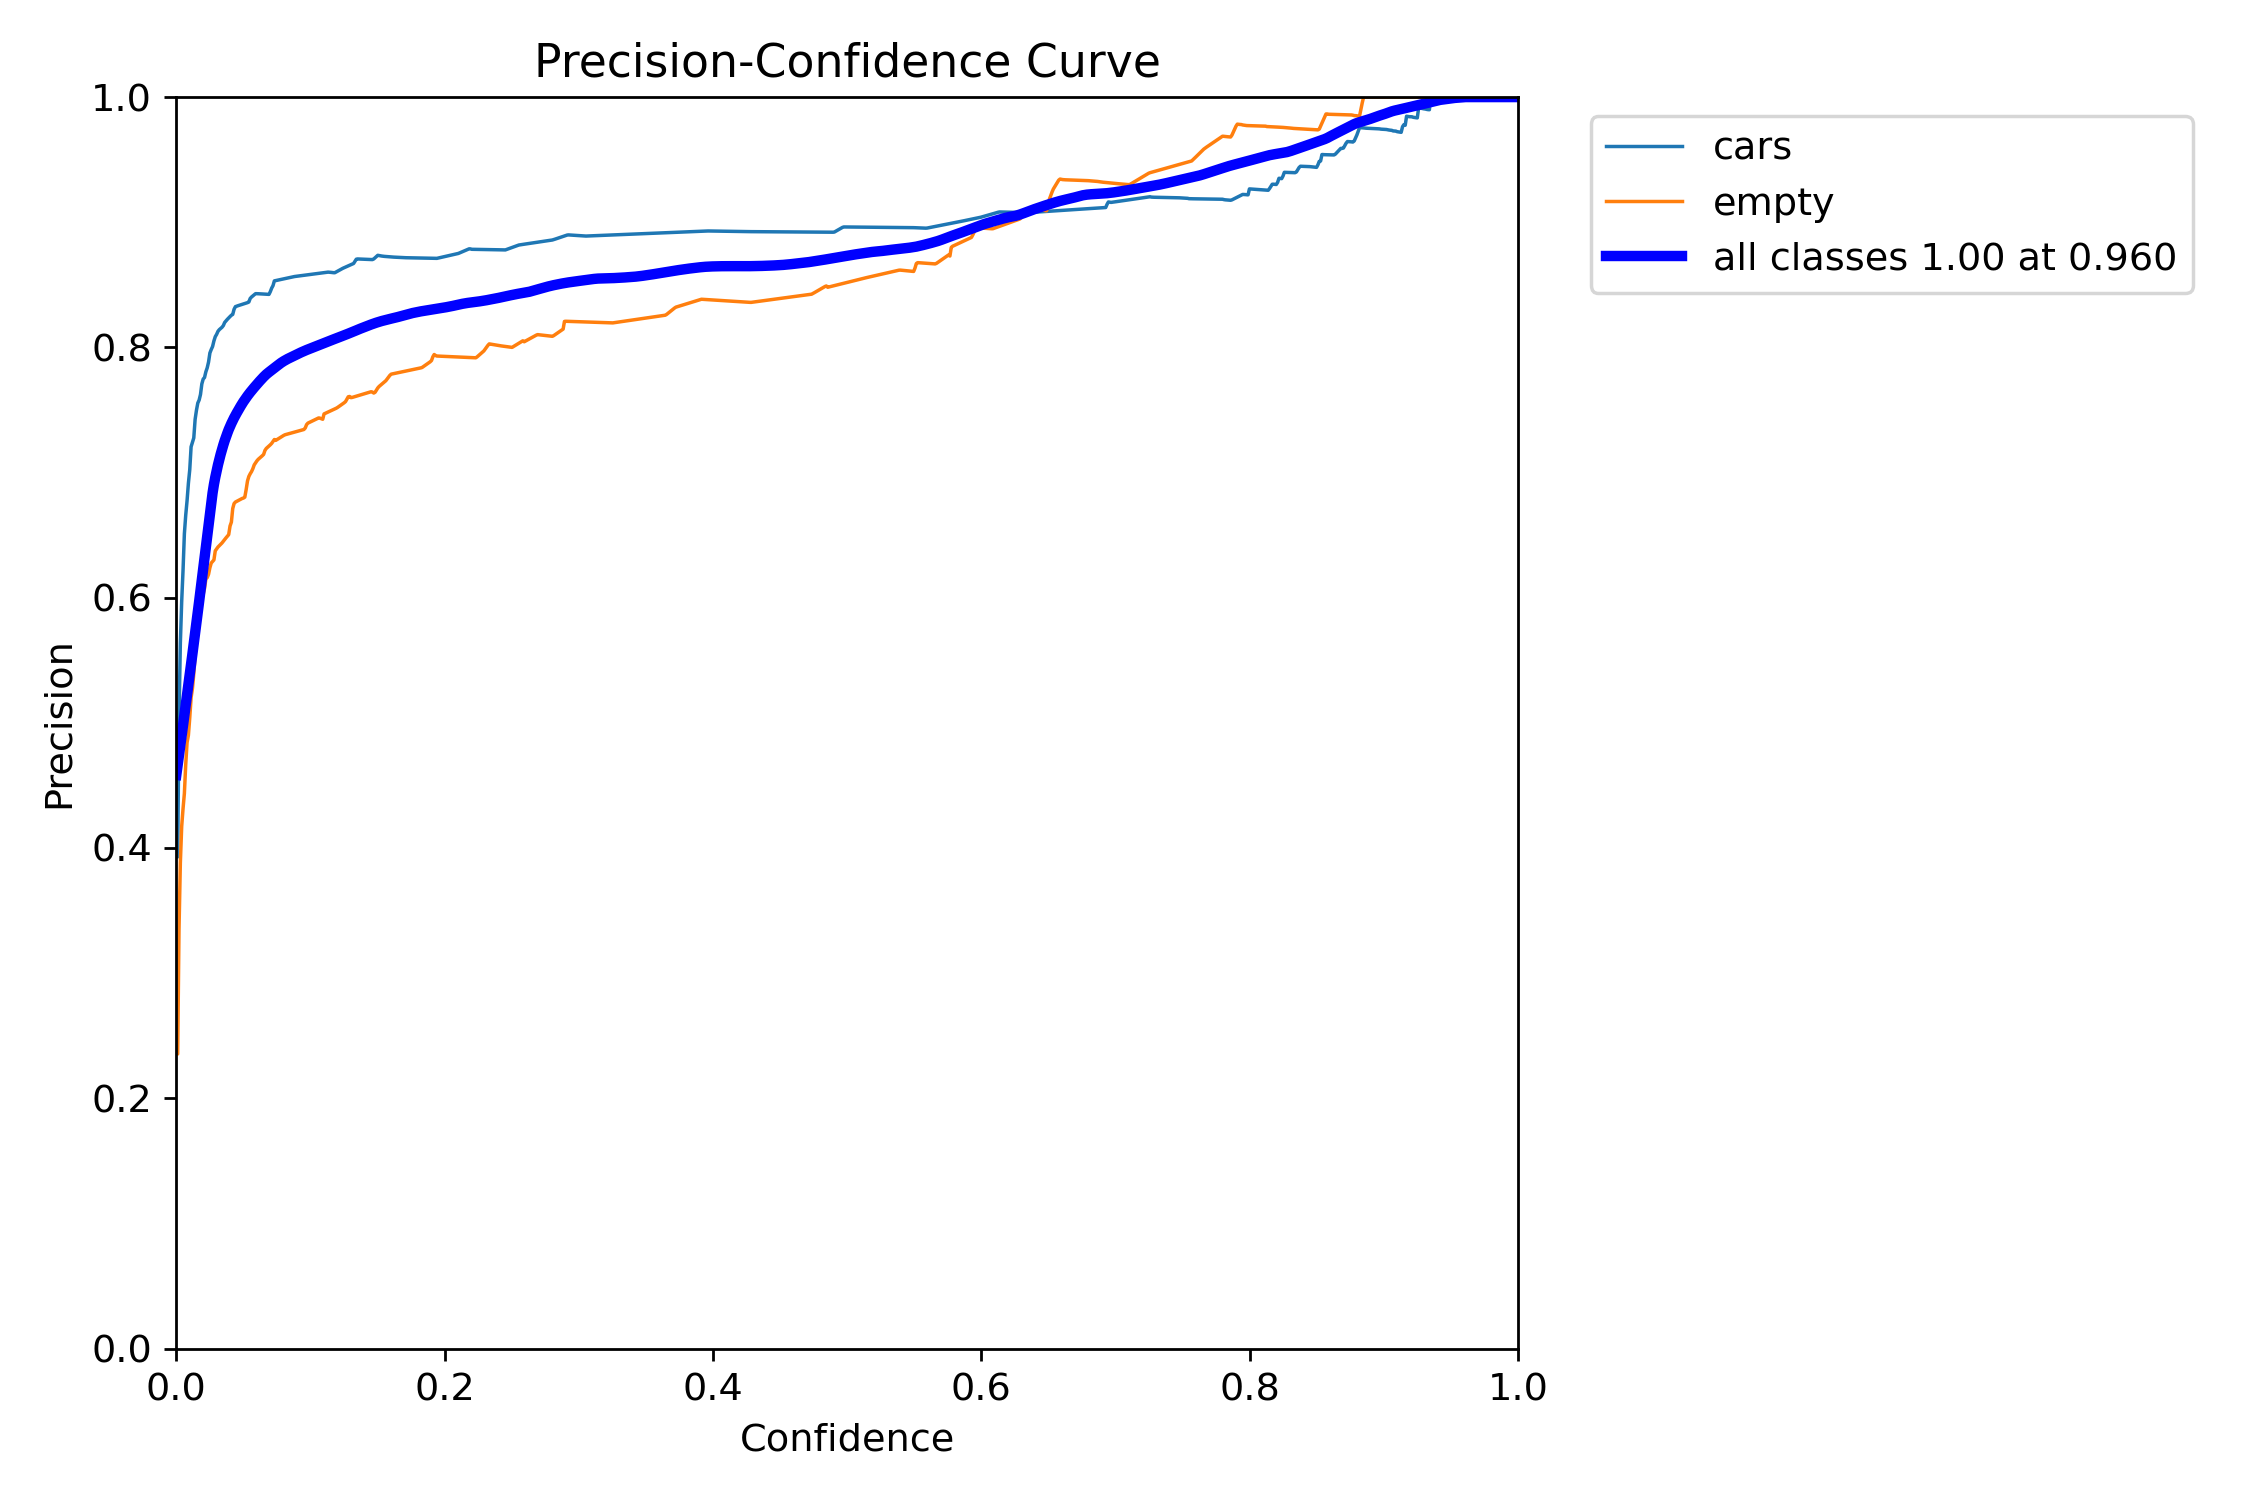 Precision-Confidence Curve
1.0
0.8
0.6
0.4
0.2
0.0
Precision
0.0 0.2 0.4 0.6 0.8 1.0
Confidence
cars
empty
all classes 1.00 at 0.960